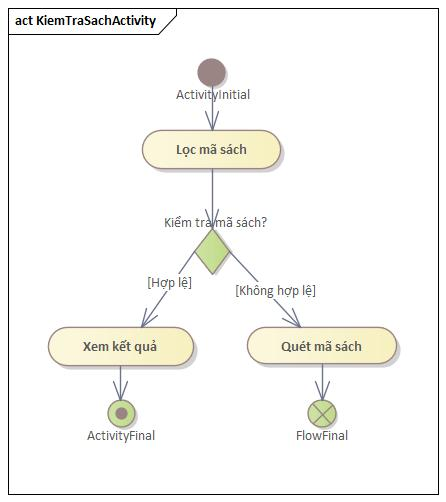 act KiemTraSachActivity
ActivityInitial
Lọc mã sách
Kiểm tra mã sách?
[Hợp lệ]
[Không hợp lệ]
Xem kết quả
Quét mã sách
ActivityFinal
FlowFinal